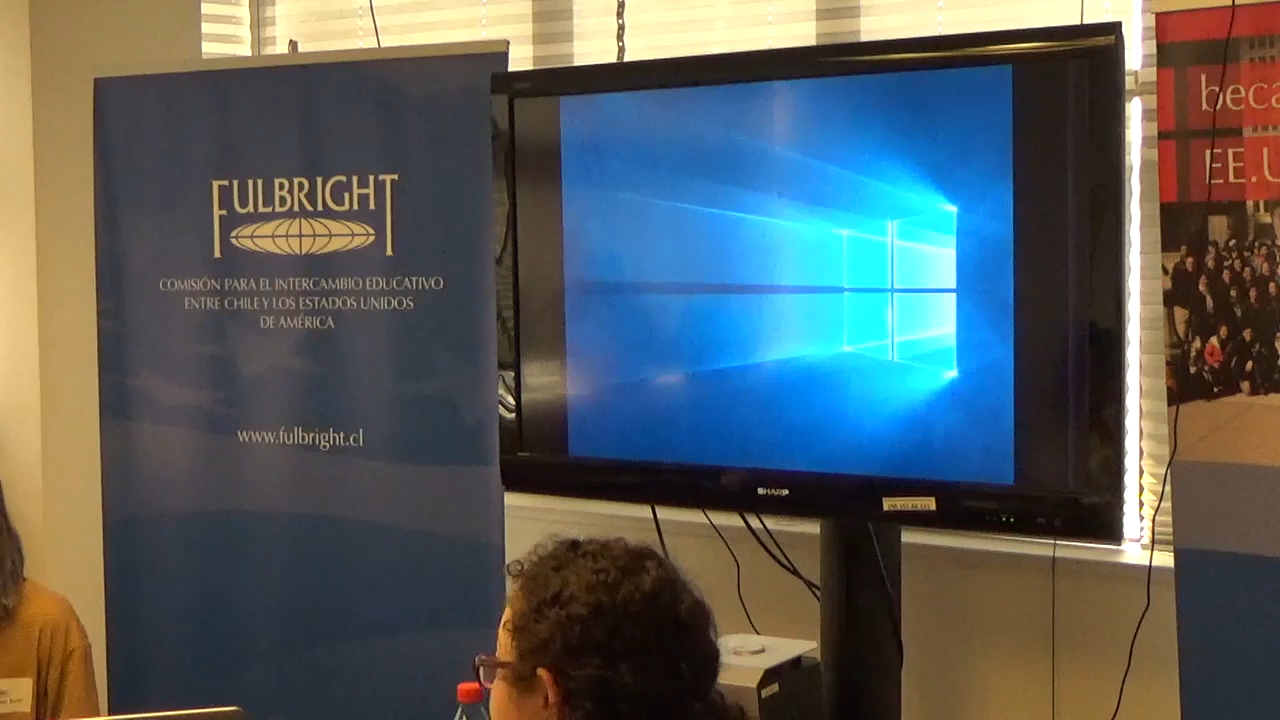 FULBRIGHT
COMISIÓN PARA EL INTERCAMBIO EDUCATIVO
ENTRE CHILE Y LOS ESTADOS UNIDOS
DE AMÉRICA
www.fulbright.cl
SHARP
beca
EE.U